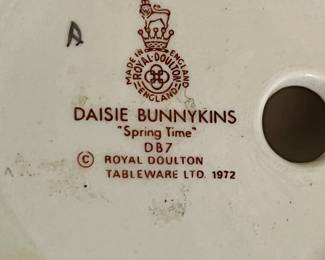 A
MADE IN ENGLAND
ROYAL DOULTON
ENGLAND
DAISIE BUNNYKINS
"Spring Time"
DB7
© ROYAL DOULTON
TABLEWARE LTD. 1972